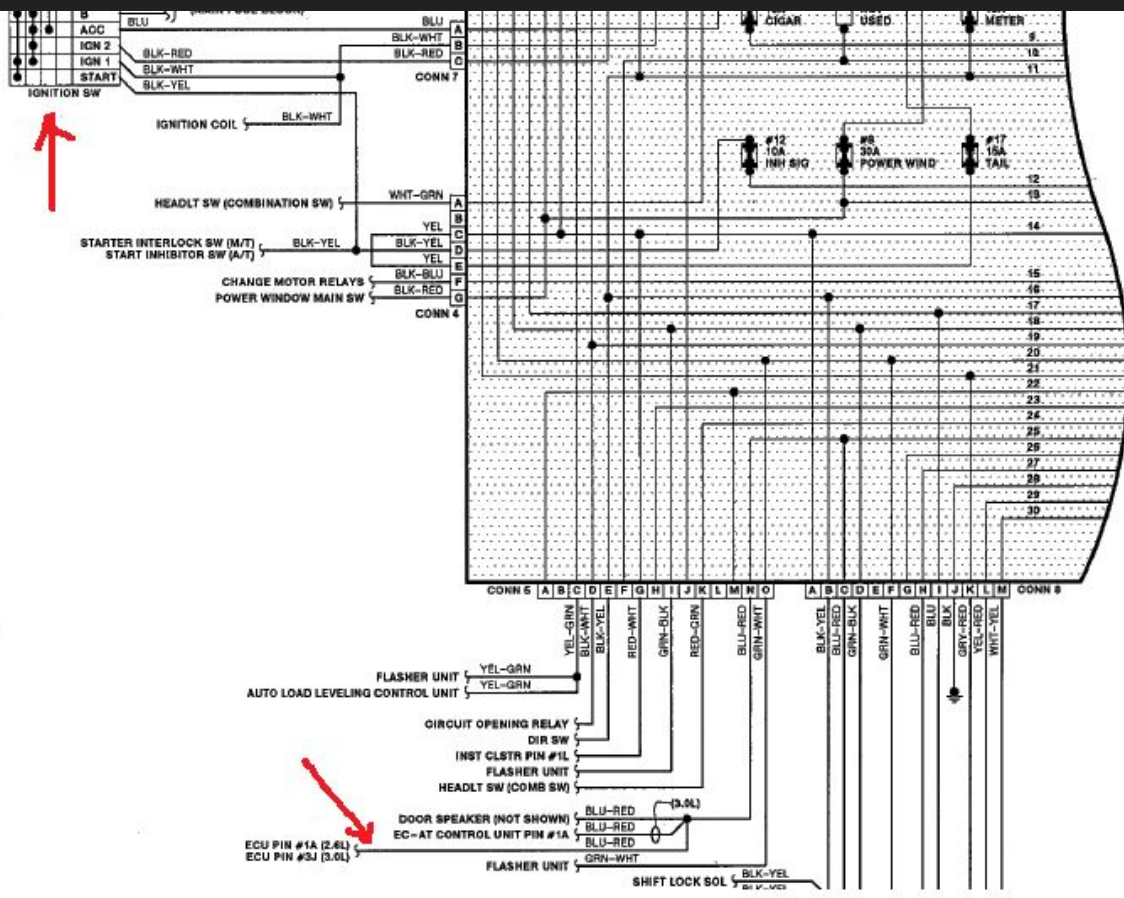 B
BLU
ACC
IGN 2
IGN 1
START
IGNITION SW
BLK-RED
BLK-WHT
BLK-YEL
IGNITION COIL
BLK-WHT
BLU
BLK-WHT
BLK-RED
A
B
C
CONN 7
CIGAR
USED
METER
9
10
11
#12
10A
INH SIG
#8
30A
POWER WIND
#17
15A
TAIL
12
13
14
HEADLT SW (COMBINATION SW)
WHT-GRN
A
B
YEL
C
STARTER INTERLOCK SW (M/T)
START INHIBITOR SW (A/T)
BLK-YEL
BLK-YEL
D
YEL
E
CHANGE MOTOR RELAYS
BLK-BLU
F
POWER WINDOW MAIN SW
BLK-RED
G
CONN 4
15
16
17
18
19
20
21
22
23
24
25
26
27
28
29
30
CONN 5 A B C D E F G H I J K L M N O
A B C D E F G H I J K L M CONN 8
YEL-GRN
BLK-WHT
BLK-YEL
RED-WHT
GRN-BLK
RED-GRN
BLU-RED
GRN-WHT
BLK-YEL
BLU-RED
GRN-BLK
GRN-WHT
BLU-RED
BLU
BLK
GRY-RED
YEL-RED
WHT-YEL
FLASHER UNIT
YEL-GRN
AUTO LOAD LEVELING CONTROL UNIT
YEL-GRN
CIRCUIT OPENING RELAY
DIR SW
INST CLSTR PIN #1L
FLASHER UNIT
HEADLT SW (COMB SW)
(3.0L)
DOOR SPEAKER (NOT SHOWN)
BLU-RED
EC-AT CONTROL UNIT PIN #1A
BLU-RED
ECU PIN #1A (2.6L)
ECU PIN #3J (3.0L)
BLU-RED
FLASHER UNIT
GRN-WHT
SHIFT LOCK SOL
BLK-YEL
BLK-YEL